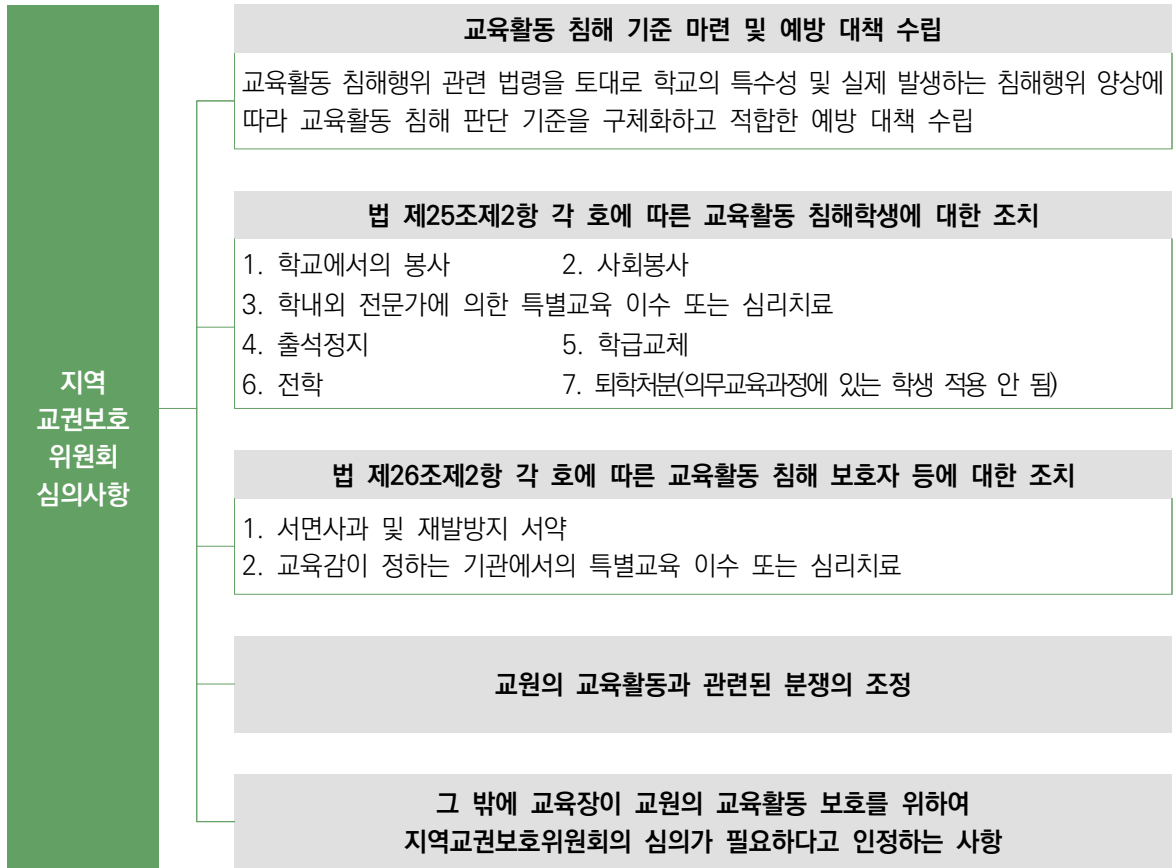 지역
교권보호
위원회
심의사항
교육활동 침해 기준 마련 및 예방 대책 수립
교육활동 침해행위 관련 법령을 토대로 학교의 특수성 및 실제 발생하는 침해행위 양상에
따라 교육활동 침해 판단 기준을 구체화하고 적합한 예방 대책 수립
법 제25조제2항 각 호에 따른 교육활동 침해학생에 대한 조치
1. 학교에서의 봉사 2. 사회봉사
3. 학내외 전문가에 의한 특별교육 이수 또는 심리치료
4. 출석정지 5. 학급교체
6. 전학 7. 퇴학처분(의무교육과정에 있는 학생 적용 안 됨)
법 제26조제2항 각 호에 따른 교육활동 침해 보호자 등에 대한 조치
1. 서면사과 및 재발방지 서약
2. 교육감이 정하는 기관에서의 특별교육 이수 또는 심리치료
교원의 교육활동과 관련된 분쟁의 조정
그 밖에 교육장이 교원의 교육활동 보호를 위하여
지역교권보호위원회의 심의가 필요하다고 인정하는 사항